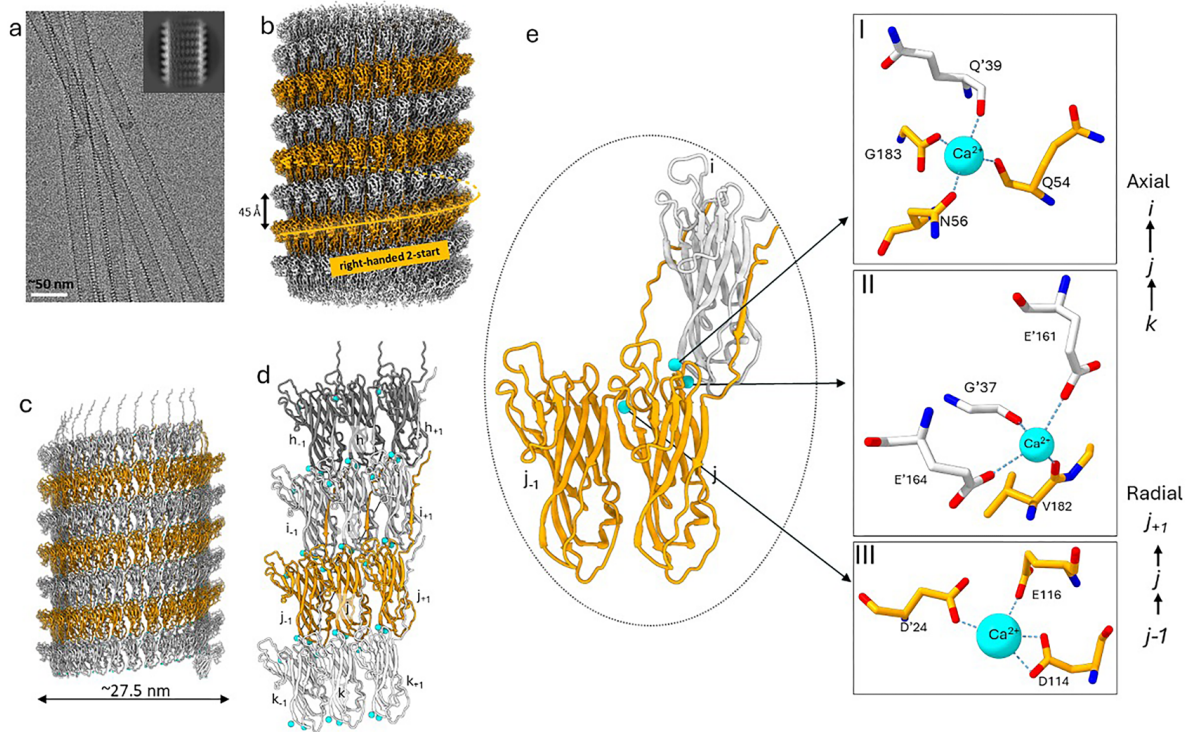 a
~50 nm
b
45 Å
right-handed 2-start
c
~27.5 nm
d
h-1
h
h+1
i-1
i
i+1
j-1
j
j+1
k-1
k
k+1
e
i
j-1
j
I
Q'39
G183
Ca2+
Q54
N56
II
E'161
G'37
Ca2+
E'164
V182
III
E116
D'24
Ca2+
D114
Axial
i
j
k
Radial
j+1
j
j-1